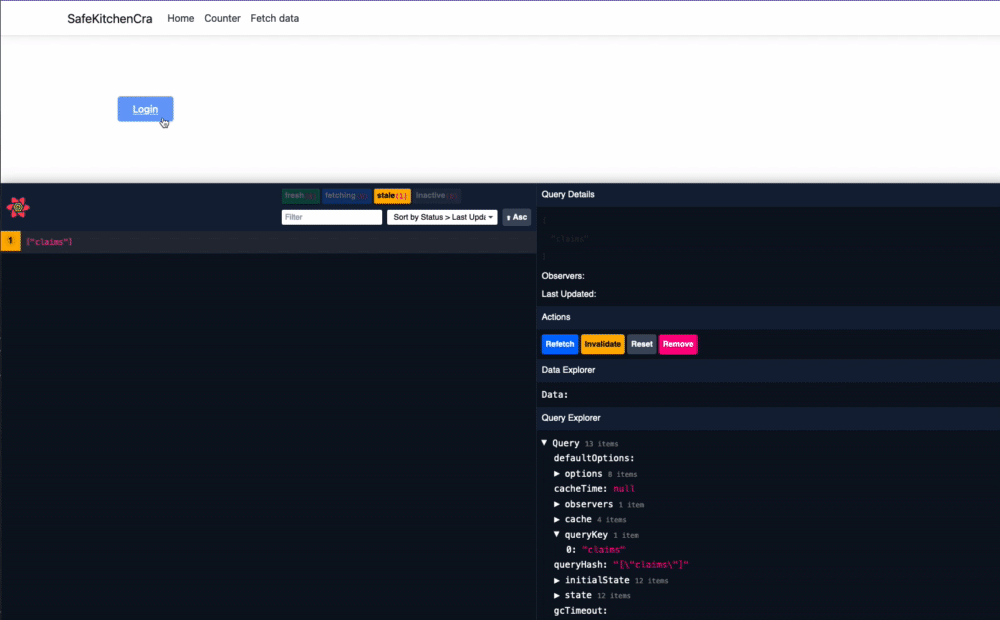 SafeKitchenCra Home Counter Fetch data
Login
fresh fetching stale (1) inactive
Filter Sort by Status > Last Upda Asc
1 ["claims"]
Query Details
"claims"
Observers:
Last Updated:
Actions
Refetch Invalidate Reset Remove
Data Explorer
Data:
Query Explorer
▼ Query 13 items
defaultOptions:
▶ options 8 items
cacheTime: null
▶ observers 1 item
▶ cache 4 items
▼ queryKey 1 item
0: "claims"
queryHash: "[\"claims\"]"
▶ initialState 12 items
▶ state 12 items
gcTimeout: